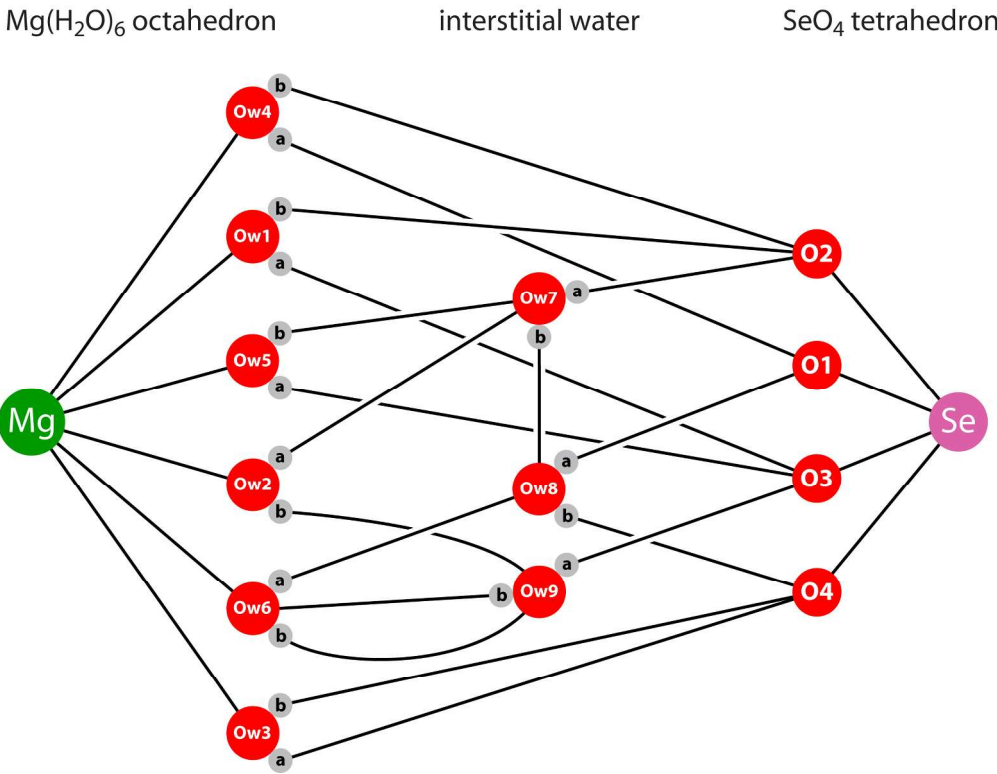 Mg(H₂O)₆ octahedron interstitial water SeO₄ tetrahedron
b
Ow4
a
b
Ow1
a
O2
Ow7 a
b
Ow5
b
a
O1
Mg
Se
a
Ow2
b
a
Ow8
b
O3
a
Ow6
b
a
b Ow9
O4
b
Ow3
a